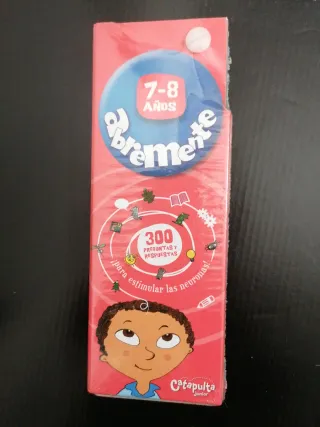 7-8
AÑOS
abremente
300
PREGUNTAS Y
RESPUESTAS
¡para estimular las neuronas!
Catapulta
junior